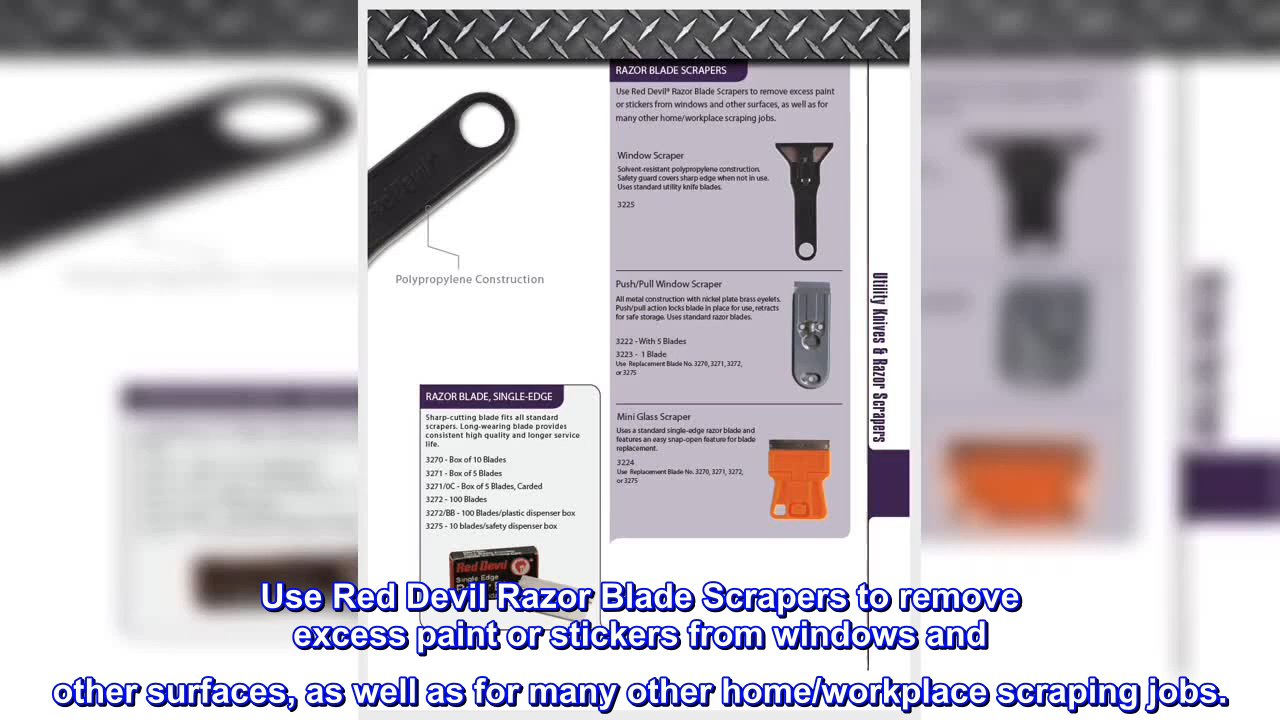 RAZOR BLADE SCRAPERS
Use Red Devil® Razor Blade Scrapers to remove excess paint
or stickers from windows and other surfaces, as well as for
many other home/workplace scraping jobs.
Window Scraper
Solvent-resistant polypropylene construction.
Safety guard covers sharp edge when not in use.
Uses standard utility knife blades.
3225
Polypropylene Construction
Push/Pull Window Scraper
All metal construction with nickel plate brass eyelets.
Push/pull action locks blade in place for use, retracts
for safe storage. Uses standard razor blades.
3222 - With 5 Blades
3223 - 1 Blade
Use Replacement Blade No. 3270, 3271, 3272,
or 3275
Mini Glass Scraper
Uses a standard single-edge razor blade and
features an easy snap-open feature for blade
replacement.
3224
Use Replacement Blade No. 3270, 3271, 3272,
or 3275
Utility Knives & Razor Scrapers
RAZOR BLADE, SINGLE-EDGE
Sharp-cutting blade fits all standard
scrapers. Long-wearing blade provides
consistent high quality and longer service
life.
3270 - Box of 10 Blades
3271 - Box of 5 Blades
3271/0C - Box of 5 Blades, Carded
3272 - 100 Blades
3272/BB - 100 Blades/plastic dispenser box
3275 - 10 blades/safety dispenser box
Red Devil
Single Edge
Use Red Devil Razor Blade Scrapers to remove
excess paint or stickers from windows and
other surfaces, as well as for many other home/workplace scraping jobs.